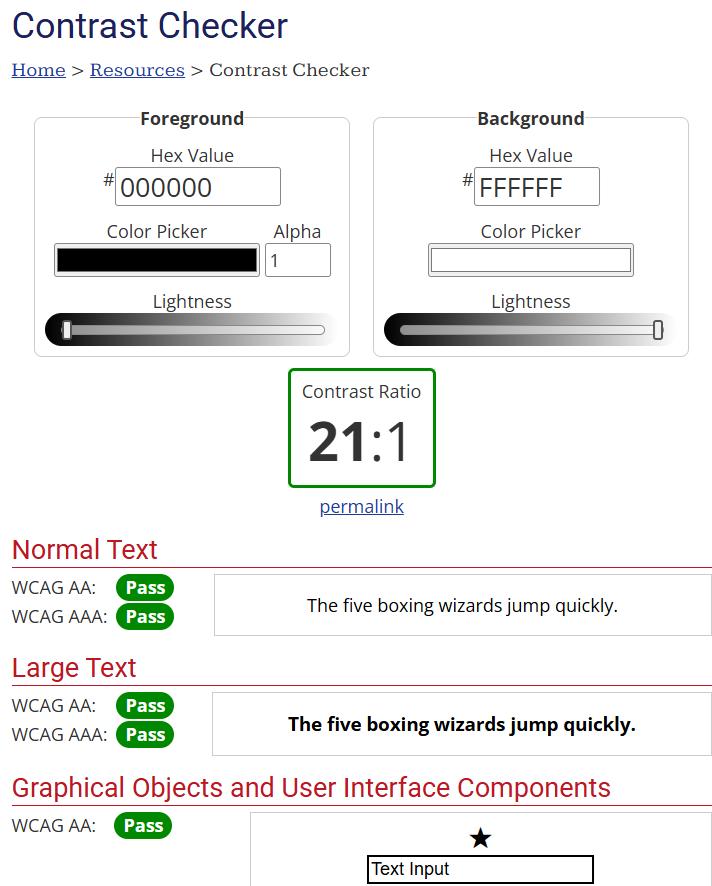 Contrast Checker
Home > Resources > Contrast Checker
Foreground
Hex Value
# 000000
Color Picker Alpha
1
Lightness
Background
Hex Value
# FFFFFF
Color Picker
Lightness
Contrast Ratio
21:1
permalink
Normal Text
WCAG AA: Pass
WCAG AAA: Pass
The five boxing wizards jump quickly.
Large Text
WCAG AA: Pass
WCAG AAA: Pass
The five boxing wizards jump quickly.
Graphical Objects and User Interface Components
WCAG AA: Pass
Text Input